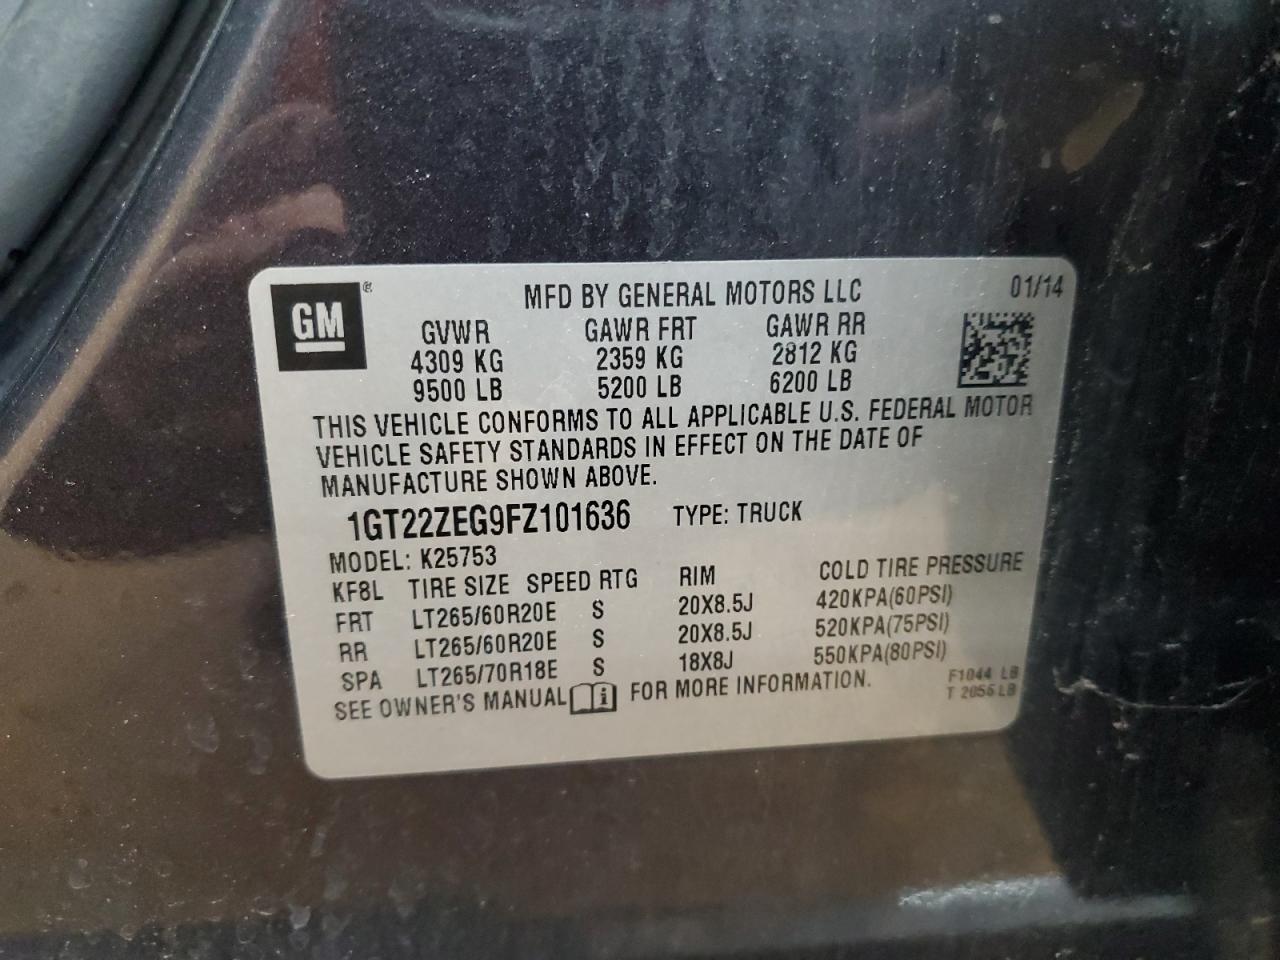 GM ®
MFD BY GENERAL MOTORS LLC 01/14
GVWR GAWR FRT GAWR RR
4309 KG 2359 KG 2812 KG
9500 LB 5200 LB 6200 LB
THIS VEHICLE CONFORMS TO ALL APPLICABLE U.S. FEDERAL MOTOR
VEHICLE SAFETY STANDARDS IN EFFECT ON THE DATE OF
MANUFACTURE SHOWN ABOVE.
1GT22ZEG9FZ101636 TYPE: TRUCK
MODEL: K25753
KF8L TIRE SIZE SPEED RTG RIM COLD TIRE PRESSURE
FRT LT265/60R20E S 20X8.5J 420KPA(60PSI)
RR LT265/60R20E S 20X8.5J 520KPA(75PSI)
SPA LT265/70R18E S 18X8J 550KPA(80PSI)
SEE OWNER'S MANUAL i FOR MORE INFORMATION.
F1044 LB
T 2056 LB